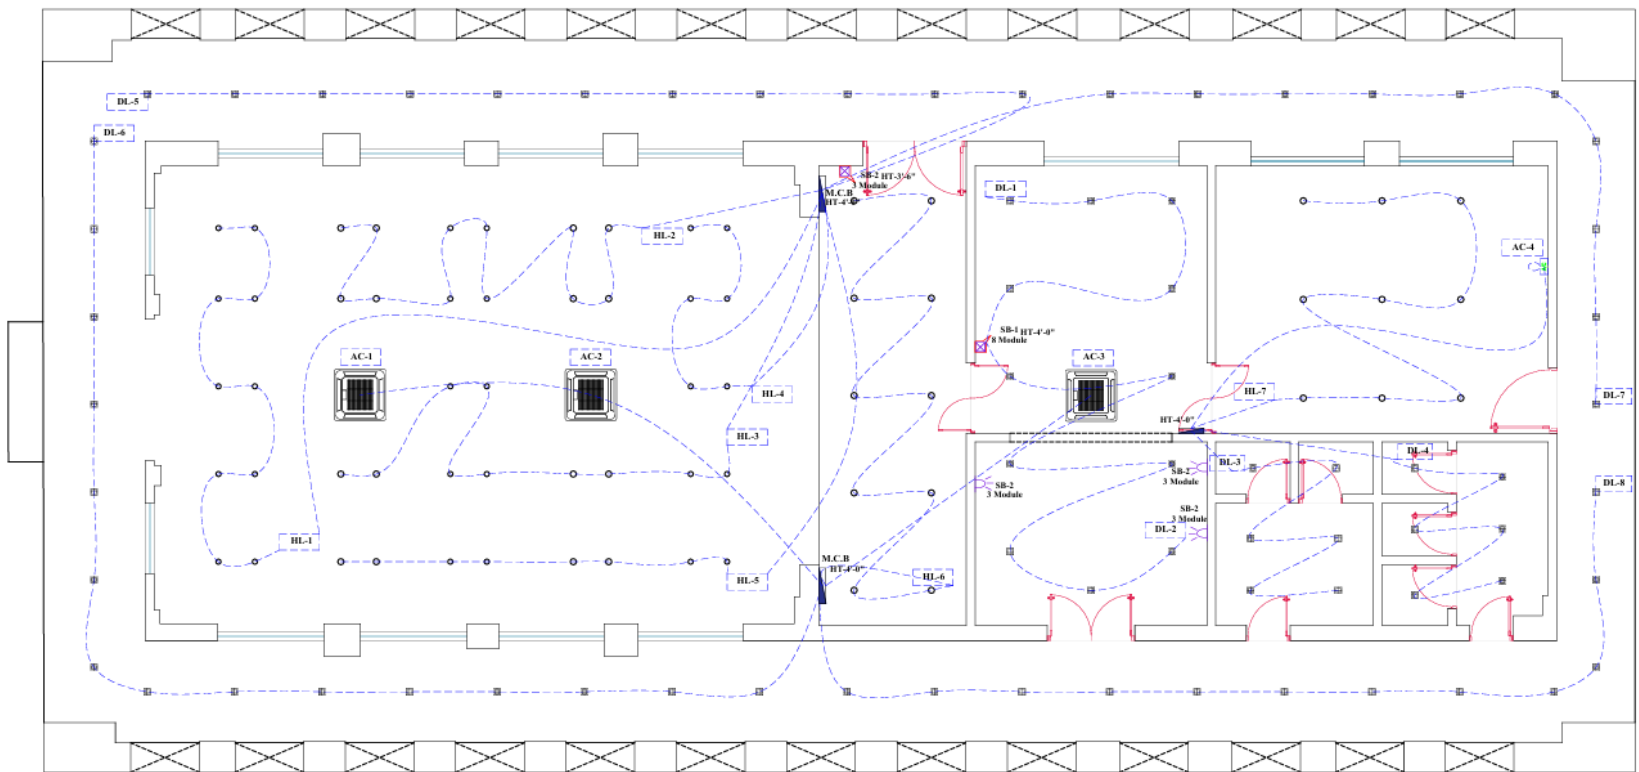 DL-5
DL-6
SB-2 HT-3'-6"
3 Module
M.C.B
HT-4'-0"
DL-1
HL-2
AC-4
SB-1 HT-4'-0"
8 Module
AC-1
AC-2
AC-3
HL-4
HL-7
DL-7
HT-4'-0"
HL-3
DL-4
DL-3
SB-2
3 Module
SB-2
3 Module
DL-8
SB-2
3 Module
DL-2
HL-1
M.C.B
HT-4'-0"
HL-5
HL-6